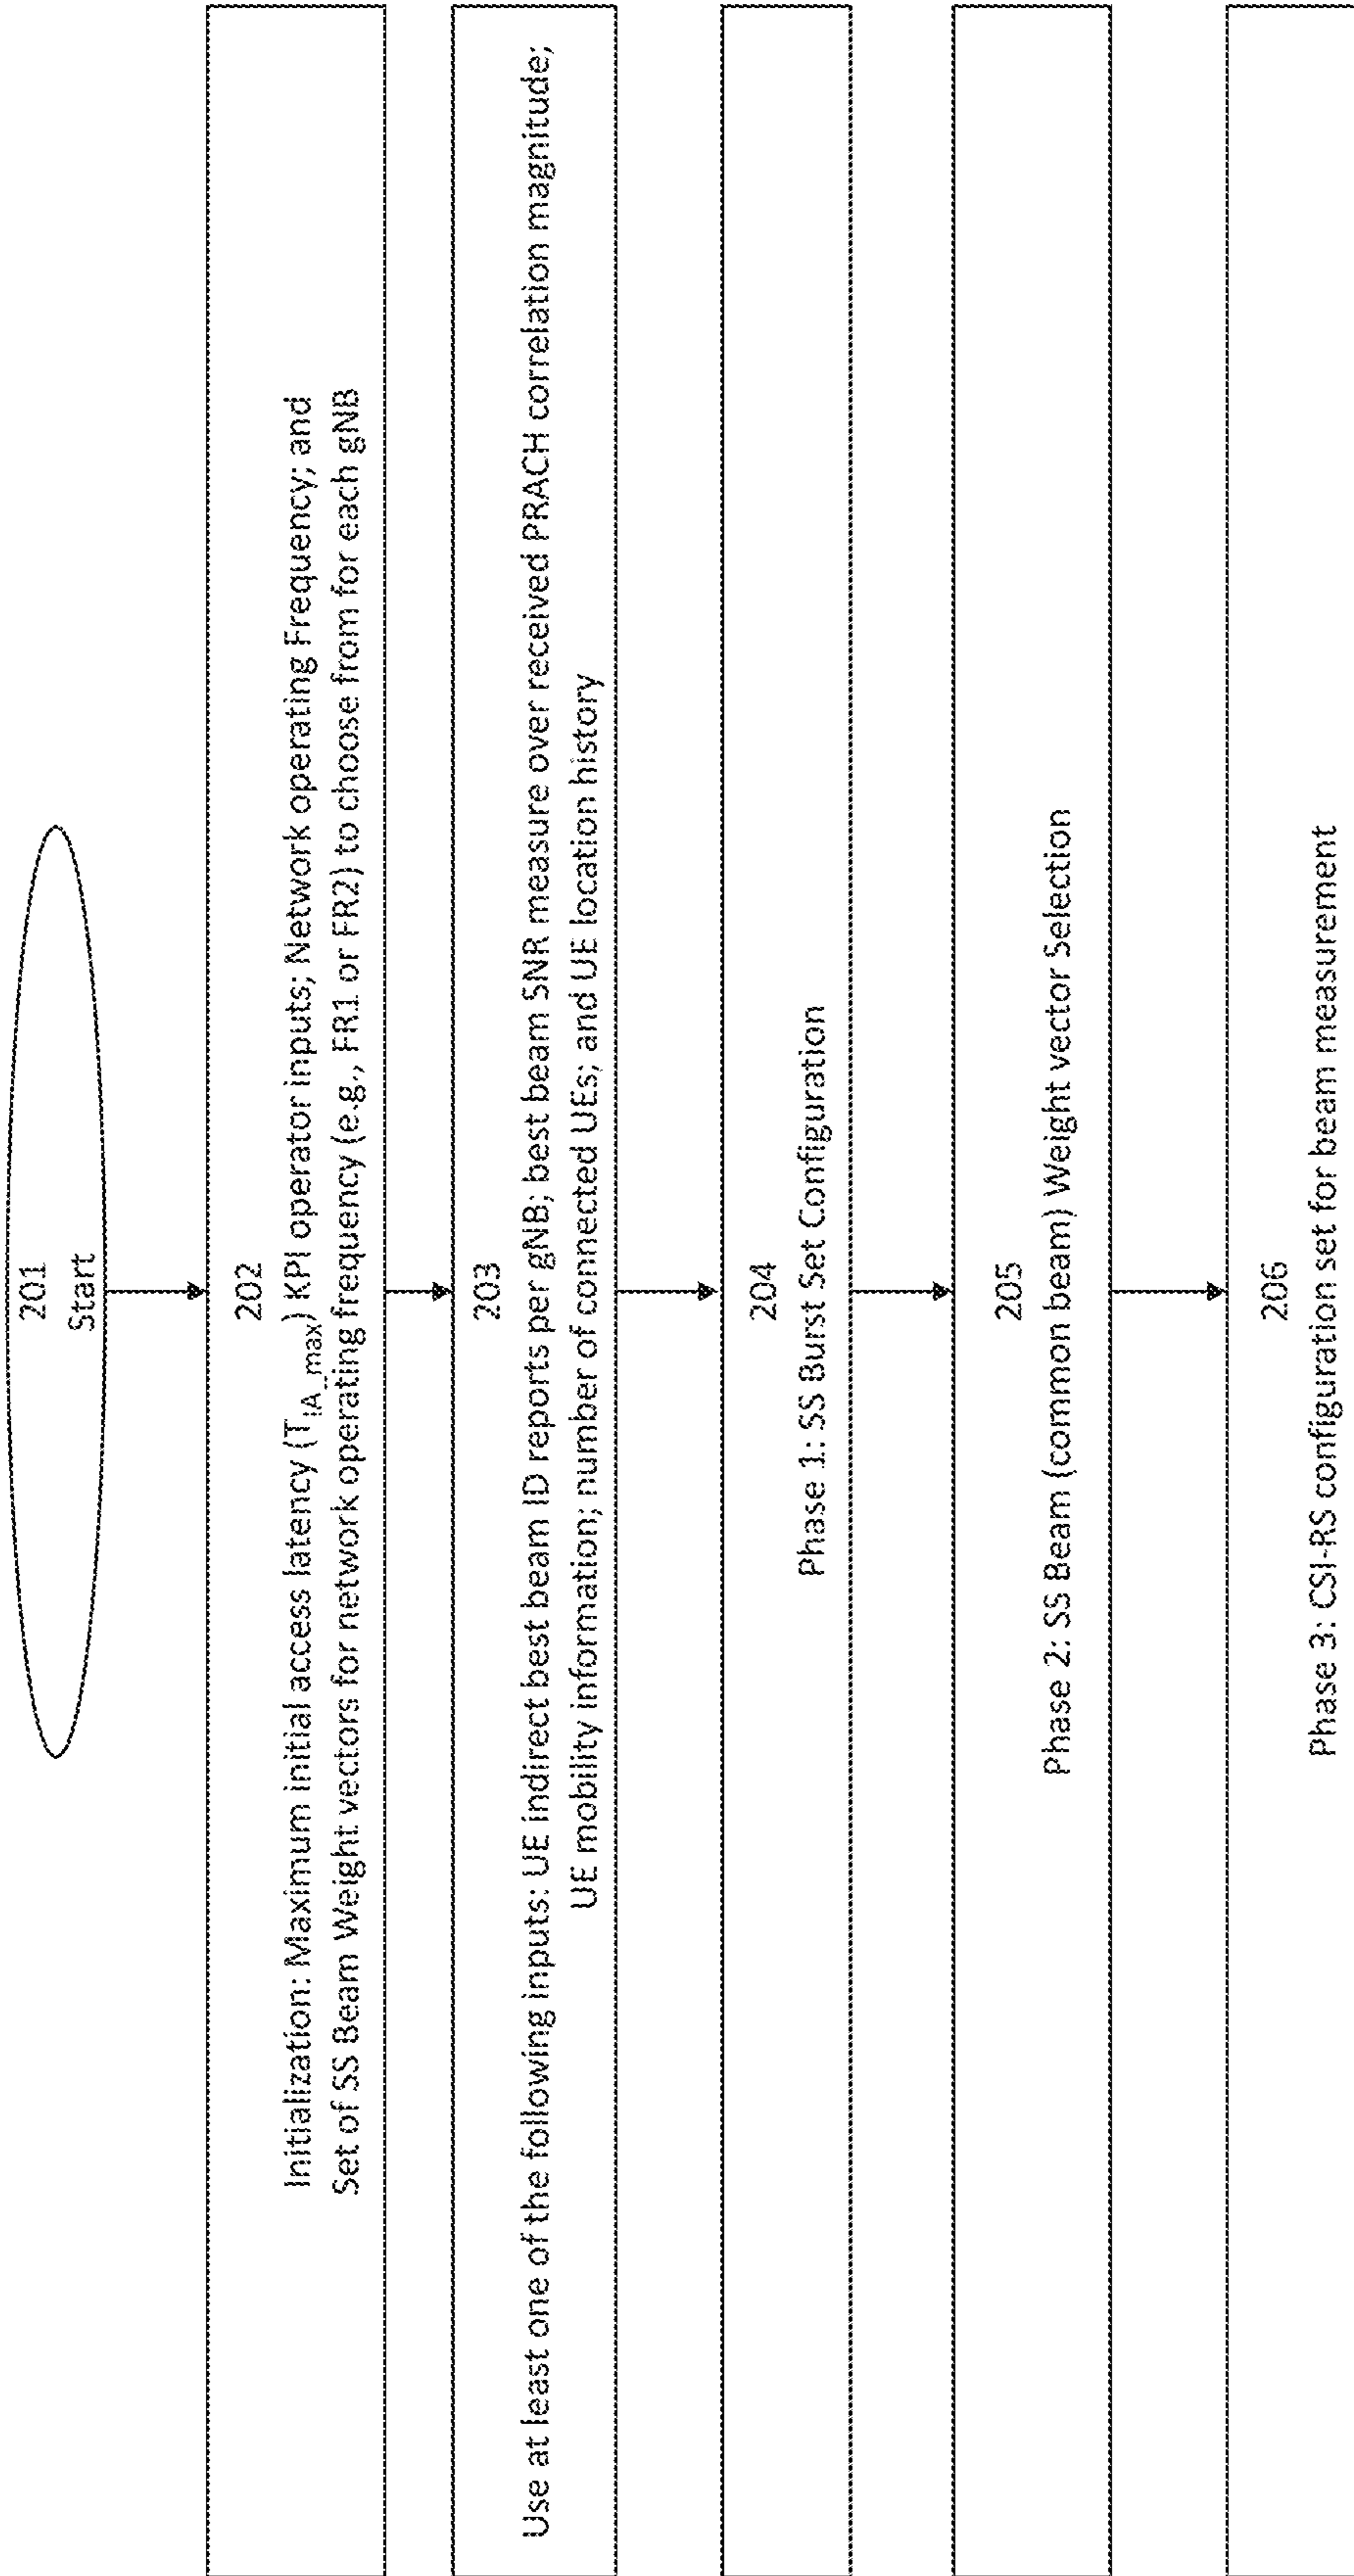 201
Start
202
Initialization: Maximum initial access latency (T_IA_max) KPI operator inputs; Network operating Frequency; and
Set of SS Beam Weight vectors for network operating frequency (e.g., FR1 or FR2) to choose from for each gNB
203
Use at least one of the following inputs: UE indirect best beam ID reports per gNB; best beam SNR measure over received PRACH correlation magnitude;
UE mobility information; number of connected UEs; and UE location history
204
Phase 1: SS Burst Set Configuration
205
Phase 2: SS Beam (common beam) Weight vector Selection
206
Phase 3: CSI-RS configuration set for beam measurement